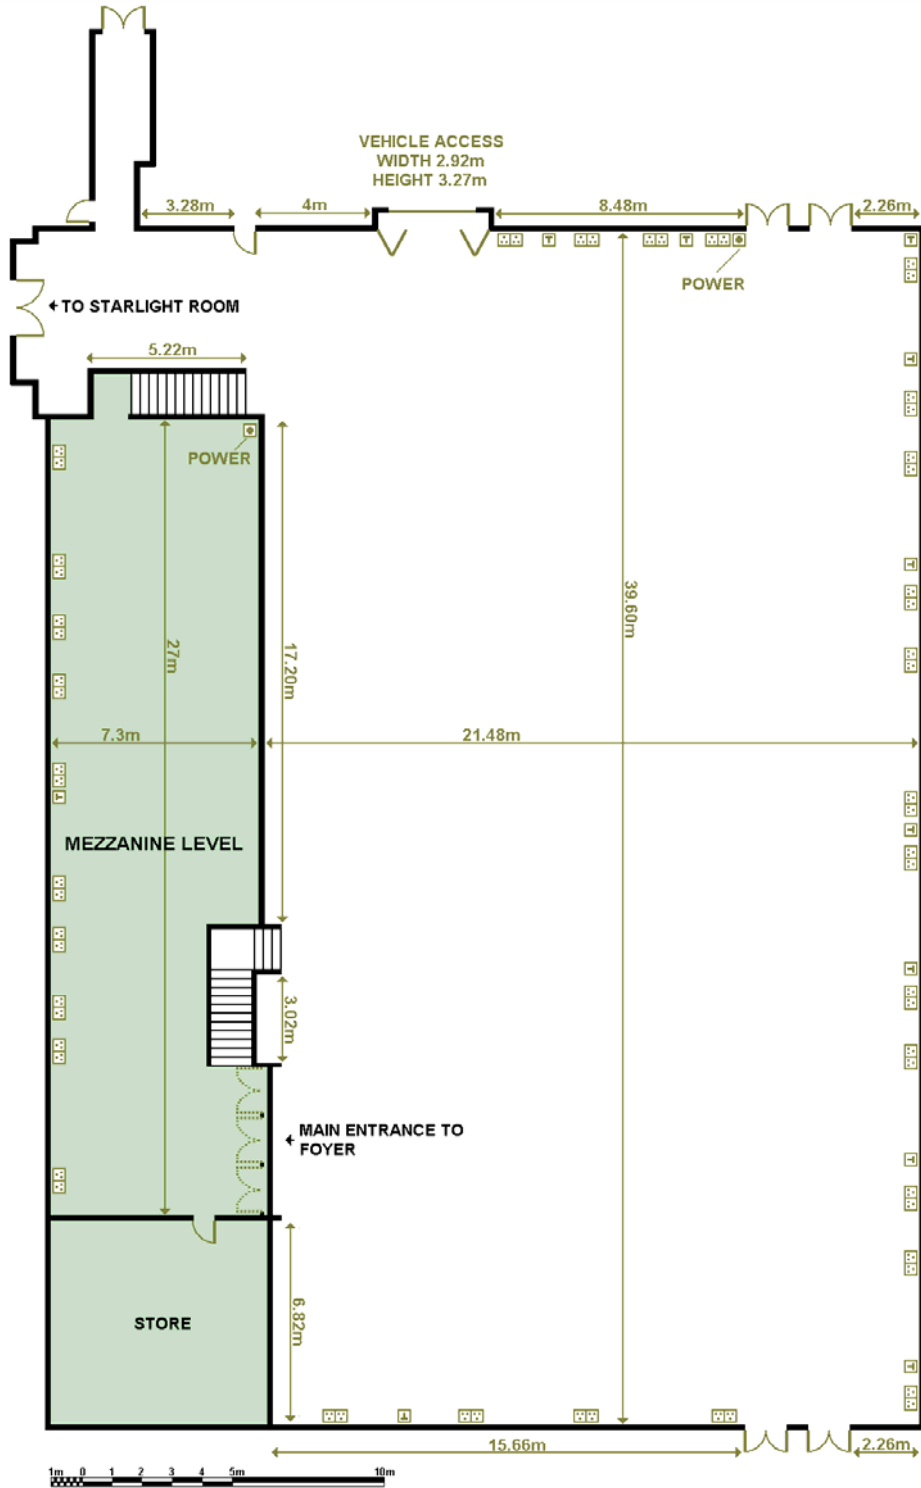 VEHICLE ACCESS
WIDTH 2.92m
HEIGHT 3.27m
3.28m
4m
8.48m
2.26m
POWER
← TO STARLIGHT ROOM
5.22m
POWER
27m
17.20m
39.60m
7.3m
21.48m
MEZZANINE LEVEL
3.02m
← MAIN ENTRANCE TO
FOYER
6.82m
STORE
15.66m
2.26m
1m 0 1 2 3 4 5m 10m